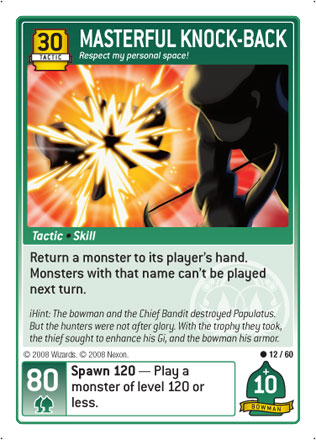 30
TACTIC
MASTERFUL KNOCK-BACK
Respect my personal space!
Tactic • Skill
Return a monster to its player's hand.
Monsters with that name can't be played
next turn.
iHint: The bowman and the Chief Bandit destroyed Papulatus.
But the hunters were not after glory. With the trophy they took,
the thief sought to enhance his Gi, and the bowman his armor.
© 2008 Wizards. © 2008 Nexon.
● 12 / 60
80
Spawn 120 — Play a
monster of level 120 or
less.
+
10
BOWMAN